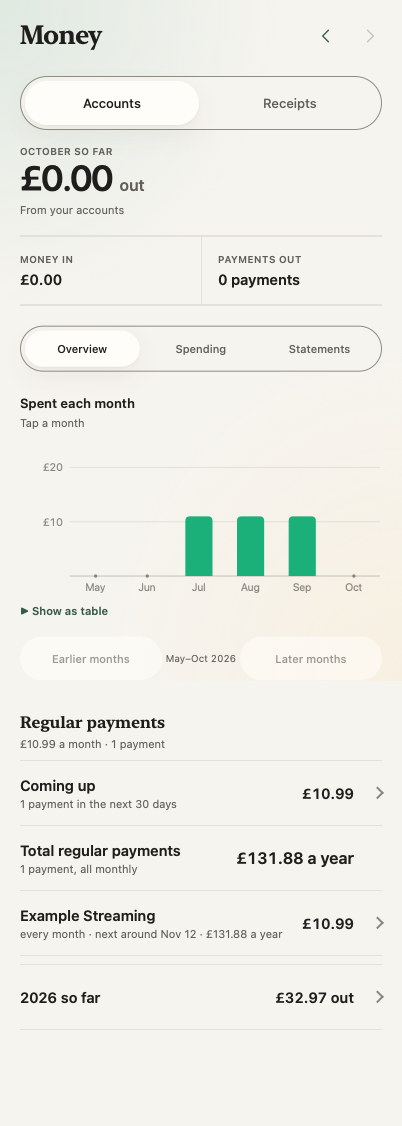 Money
Accounts
Receipts
OCTOBER SO FAR
£0.00 out
From your accounts
MONEY IN
£0.00
PAYMENTS OUT
0 payments
Overview
Spending
Statements
Spent each month
Tap a month
£20
£10
May
Jun
Jul
Aug
Sep
Oct
Show as table
Earlier months
May–Oct 2026
Later months
Regular payments
£10.99 a month · 1 payment
Coming up
1 payment in the next 30 days
£10.99
Total regular payments
1 payment, all monthly
£131.88 a year
Example Streaming
every month · next around Nov 12 · £131.88 a year
£10.99
2026 so far
£32.97 out